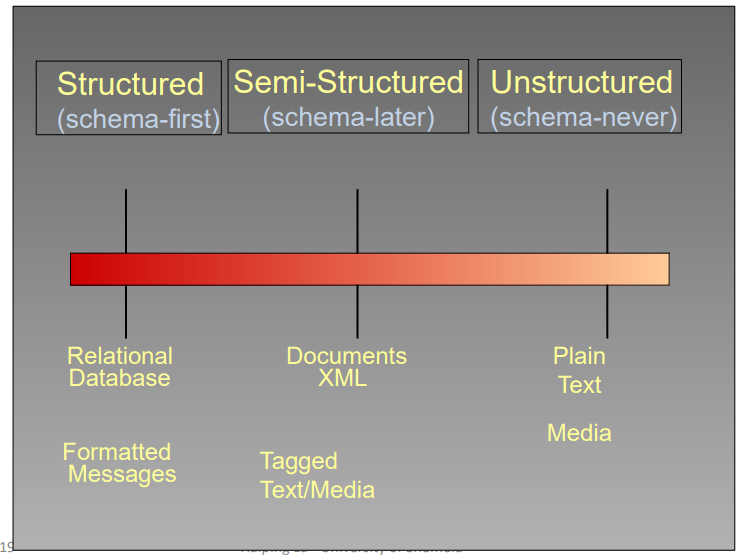 Structured
(schema-first)
Semi-Structured
(schema-later)
Unstructured
(schema-never)
Relational
Database
Documents
XML
Plain
Text
Media
Formatted
Messages
Tagged
Text/Media
19